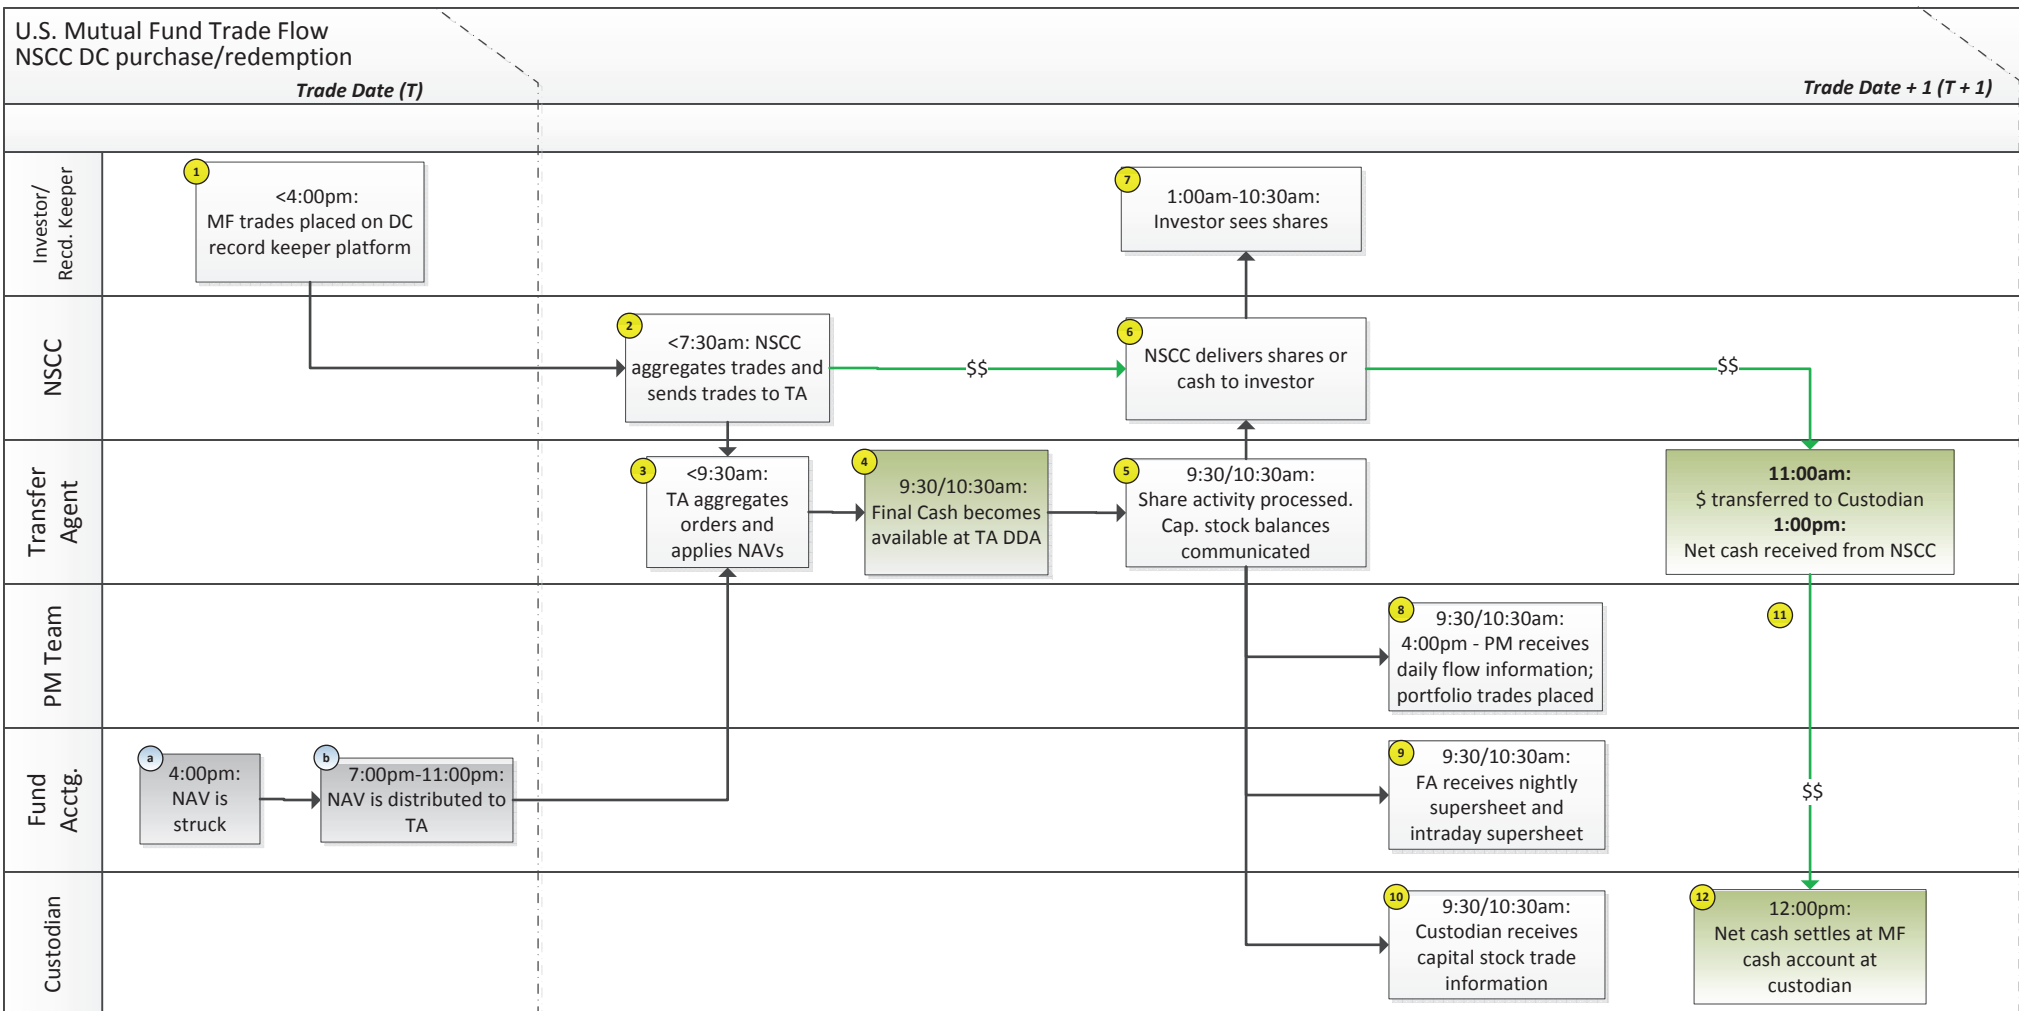 U.S. Mutual Fund Trade Flow
NSCC DC purchase/redemption
Trade Date (T)
Trade Date + 1 (T + 1)
Investor/
Recd. Keeper
1
<4:00pm:
MF trades placed on DC
record keeper platform
7
1:00am-10:30am:
Investor sees shares
NSCC
2
<7:30am: NSCC
aggregates trades and
sends trades to TA
$$
6
NSCC delivers shares or
cash to investor
$$
Transfer
Agent
3
<9:30am:
TA aggregates
orders and
applies NAVs
4
9:30/10:30am:
Final Cash becomes
available at TA DDA
5
9:30/10:30am:
Share activity processed.
Cap. stock balances
communicated
11:00am:
$ transferred to Custodian
1:00pm:
Net cash received from NSCC
PM Team
8
9:30/10:30am:
4:00pm - PM receives
daily flow information;
portfolio trades placed
11
Fund
Acctg.
a
4:00pm:
NAV is
struck
b
7:00pm-11:00pm:
NAV is distributed to
TA
9
9:30/10:30am:
FA receives nightly
supersheet and
intraday supersheet
$$
Custodian
10
9:30/10:30am:
Custodian receives
capital stock trade
information
12
12:00pm:
Net cash settles at MF
cash account at
custodian